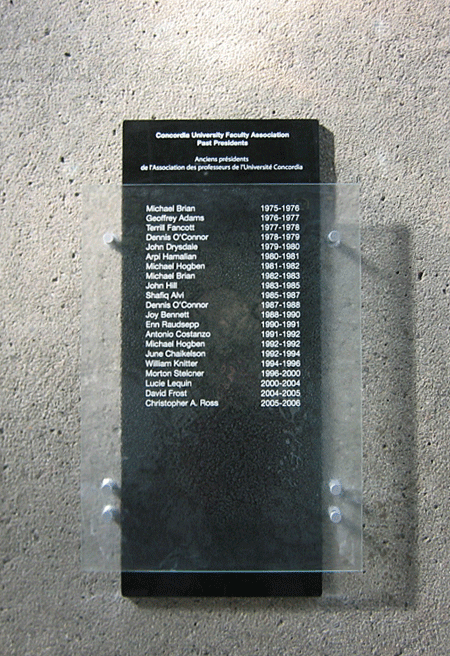 Concordia University Faculty Association
Past Presidents
Anciens présidents
de l'Association des professeurs de l'Université Concordia
Michael Brian 1975-1976
Geoffrey Adams 1976-1977
Terrill Fancott 1977-1978
Dennis O'Connor 1978-1979
John Drysdale 1979-1980
Arpi Hamalian 1980-1981
Michael Hogben 1981-1982
Michael Brian 1982-1983
John Hill 1983-1985
Shafiq Alvi 1985-1987
Dennis O'Connor 1987-1988
Joy Bennett 1988-1990
Enn Raudsepp 1990-1991
Antonio Costanzo 1991-1992
Michael Hogben 1992-1992
June Chaikelson 1992-1994
William Knitter 1994-1996
Morton Stelcner 1996-2000
Lucie Lequin 2000-2004
David Frost 2004-2005
Christopher A. Ross 2005-2006